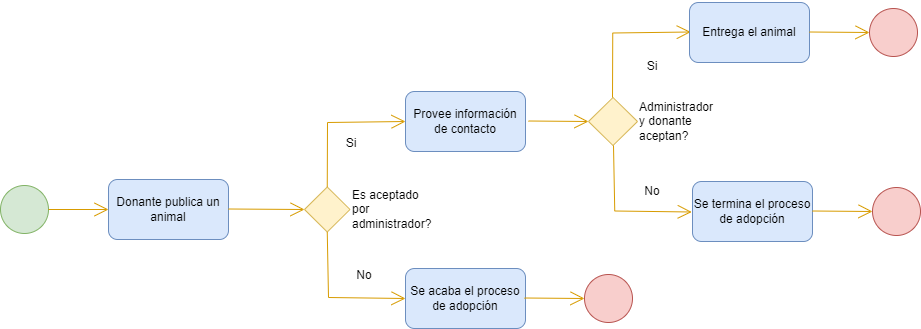 Donante publica un
animal
Es aceptado
por
administrador?
Si
No
Provee información
de contacto
Se acaba el proceso
de adopción
Administrador
y donante
aceptan?
Si
No
Entrega el animal
Se termina el proceso
de adopción